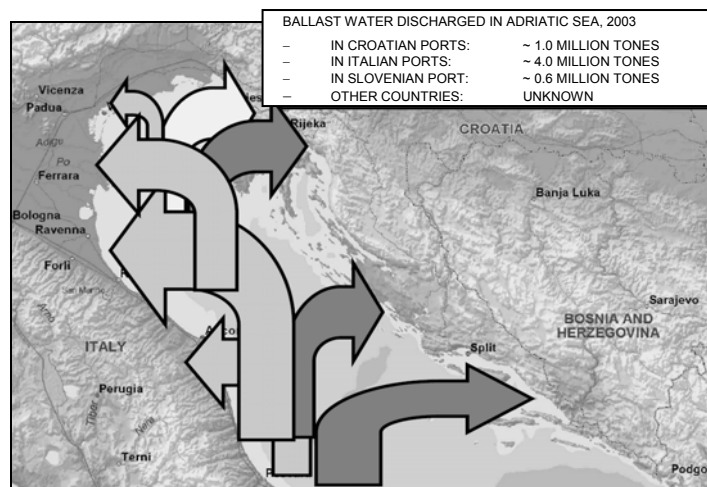 BALLAST WATER DISCHARGED IN ADRIATIC SEA, 2003
– IN CROATIAN PORTS: ~ 1.0 MILLION TONES
– IN ITALIAN PORTS: ~ 4.0 MILLION TONES
– IN SLOVENIAN PORT: ~ 0.6 MILLION TONES
– OTHER COUNTRIES: UNKNOWN
Vicenza
Padua
Rijeka
CROATIA
Adige
Po
Ferrara
Banja Luka
Bologna
Ravenna
Forlì
San Marino
Arno
Sarajevo
BOSNIA AND
HERZEGOVINA
ITALY
Split
Perugia
Tiber
Nera
Terni
Podgo